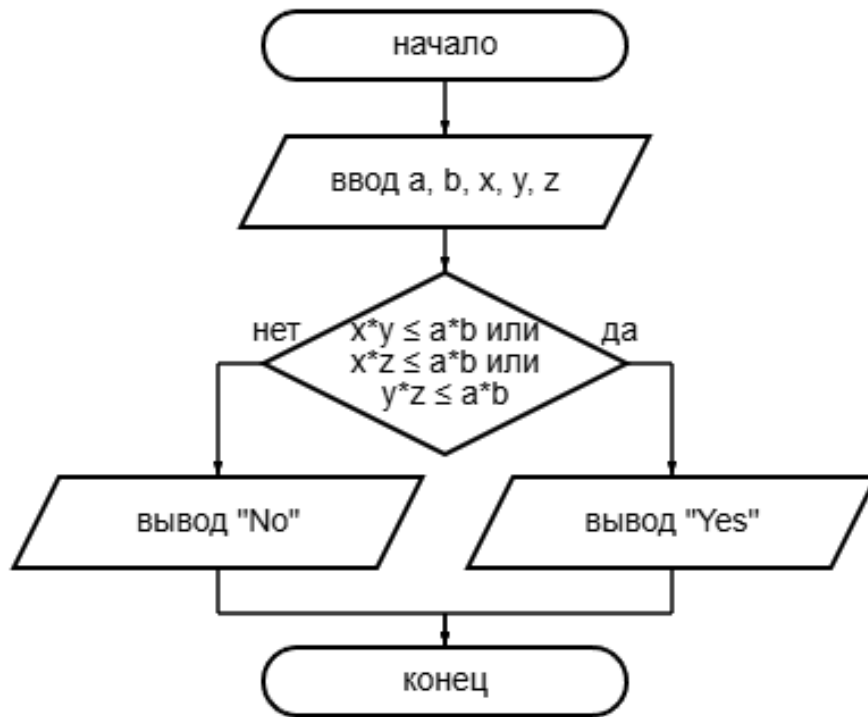 начало
ввод a, b, x, y, z
нет
x*y ≤ a*b или
x*z ≤ a*b или
y*z ≤ a*b
да
вывод "No"
вывод "Yes"
конец